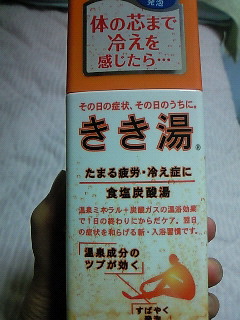 発泡
体の芯まで
冷えを
感じたら…
その日の症状、その日のうちに。
きき湯®
たまる疲労・冷え症に
食塩炭酸湯
温泉ミネラル+炭酸ガスの温浴効果
で1日の終わりにからだケア。翌日
の症状を和らげる新・入浴習慣です。
温泉成分の
ツブが効く
すばやく
発泡